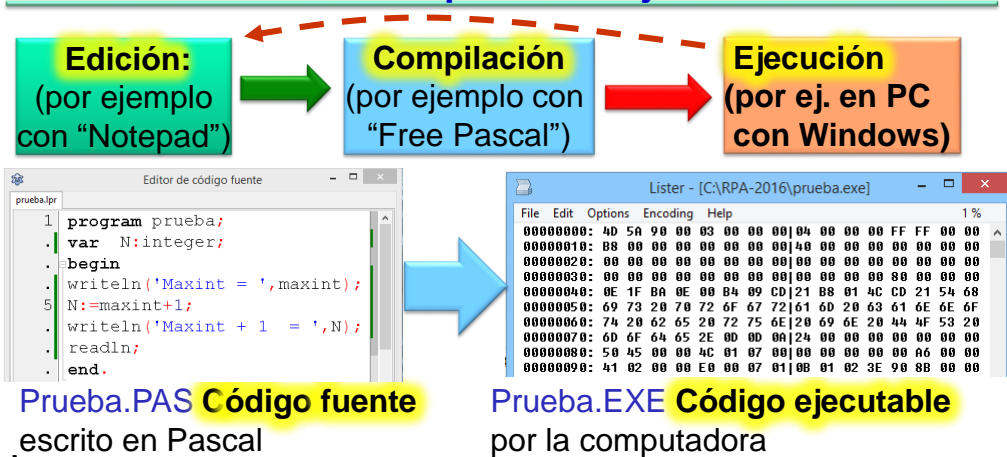 Edición:
(por ejemplo
con “Notepad”)
Compilación
(por ejemplo con
“Free Pascal”)
Ejecución
(por ej. en PC
con Windows)
Editor de código fuente
prueba.lpr
1 program prueba;
. var N:integer;
. begin
. writeln('Maxint = ',maxint);
5 N:=maxint+1;
. writeln('Maxint + 1 = ',N);
. readln;
. end.
Lister - [C:\RPA-2016\prueba.exe]
File Edit Options Encoding Help 1 %
00000000: 4D 5A 90 00 03 00 00 00|04 00 00 00 FF FF 00 00
00000010: B8 00 00 00 00 00 00 00|40 00 00 00 00 00 00 00
00000020: 00 00 00 00 00 00 00 00|00 00 00 00 00 00 00 00
00000030: 00 00 00 00 00 00 00 00|00 00 00 00 80 00 00 00
00000040: 0E 1F BA 0E 00 B4 09 CD|21 B8 01 4C CD 21 54 68
00000050: 69 73 20 70 72 6F 67 72|61 6D 20 63 61 6E 6E 6F
00000060: 74 20 62 65 20 72 75 6E|20 69 6E 20 44 4F 53 20
00000070: 6D 6F 64 65 2E 0D 0D 0A|24 00 00 00 00 00 00 00
00000080: 50 45 00 00 4C 01 07 00|00 00 00 00 00 A6 00 00
00000090: 41 02 00 00 E0 00 07 01|0B 01 02 3E 90 8B 00 00
Prueba.PAS Código fuente
escrito en Pascal
Prueba.EXE Código ejecutable
por la computadora